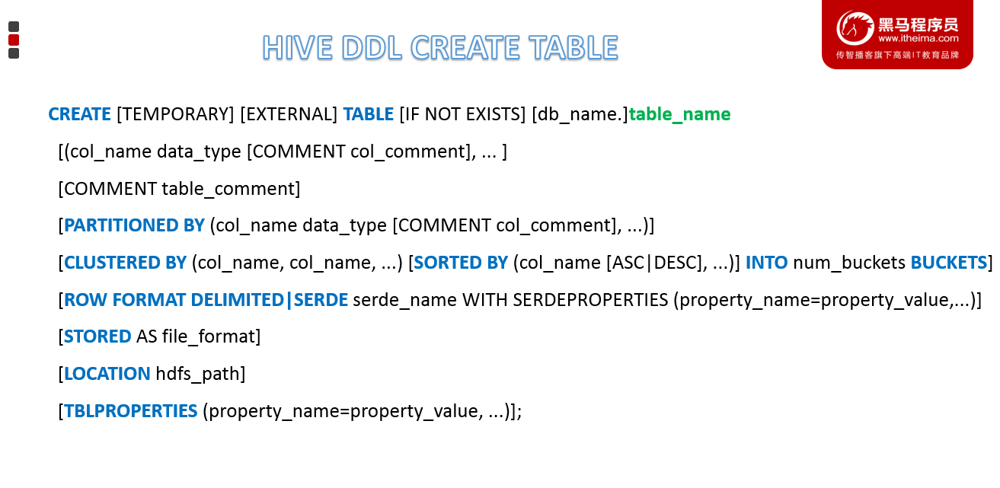 HIVE DDL CREATE TABLE
黑马程序员
www.itheima.com
传智播客旗下高端IT教育品牌
CREATE [TEMPORARY] [EXTERNAL] TABLE [IF NOT EXISTS] [db_name.]table_name
[(col_name data_type [COMMENT col_comment], ... ]
[COMMENT table_comment]
[PARTITIONED BY (col_name data_type [COMMENT col_comment], ...)]
[CLUSTERED BY (col_name, col_name, ...) [SORTED BY (col_name [ASC|DESC], ...)] INTO num_buckets BUCKETS]
[ROW FORMAT DELIMITED|SERDE serde_name WITH SERDEPROPERTIES (property_name=property_value,...)]
[STORED AS file_format]
[LOCATION hdfs_path]
[TBLPROPERTIES (property_name=property_value, ...)];